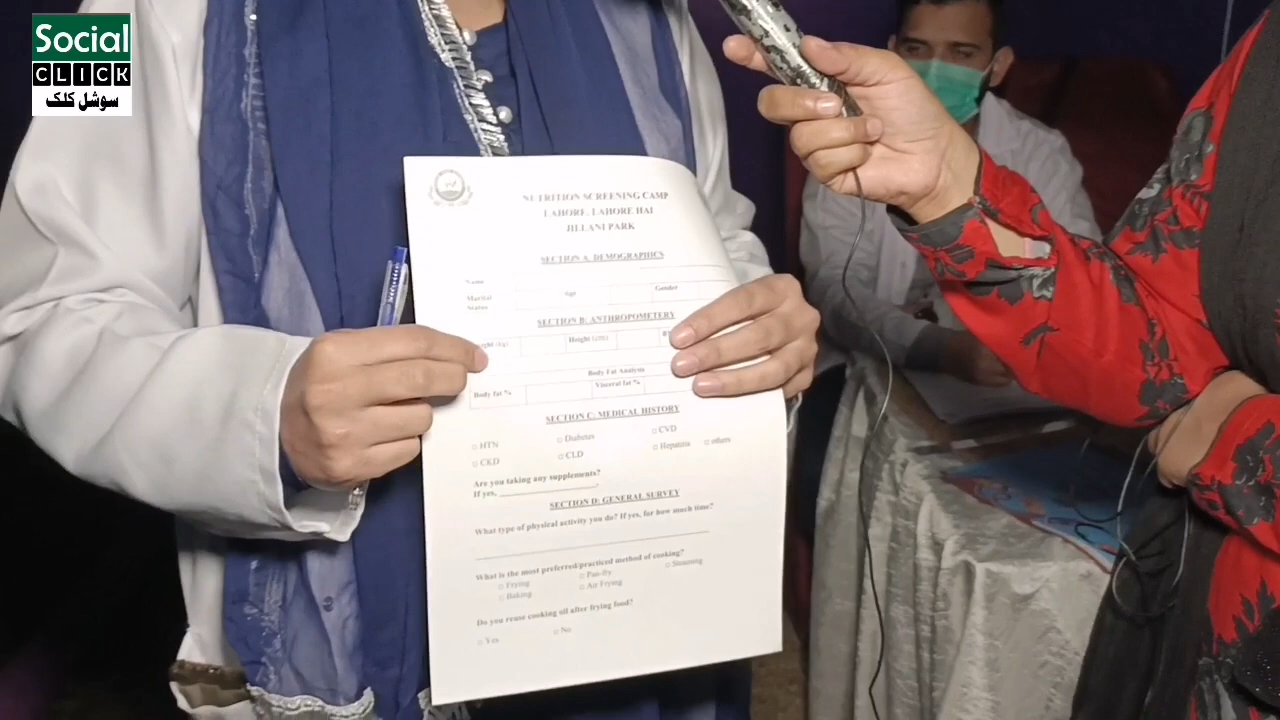 Social
CLICK
سوشل کلک
NUTRITION SCREENING CAMP
LAHORE, LAHORE HAI
JILLANI PARK
SECTION A: DEMOGRAPHICS
Name
Marital Status Age Gender
SECTION B: ANTHROPOMETERY
Height (cm)
Body Fat Analysis
Body fat % Visceral fat %
SECTION C: MEDICAL HISTORY
□ HTN □ Diabetes □ CVD
□ CKD □ CLD □ Hepatitis □ others
Are you taking any supplements?
If yes, ____________________.
SECTION D: GENERAL SURVEY
What type of physical activity you do? If yes, for how much time?
What is the most preferred/practiced method of cooking?
□ Frying □ Pan-fry □ Steaming
□ Baking □ Air Frying
Do you reuse cooking oil after frying food?
□ Yes □ No